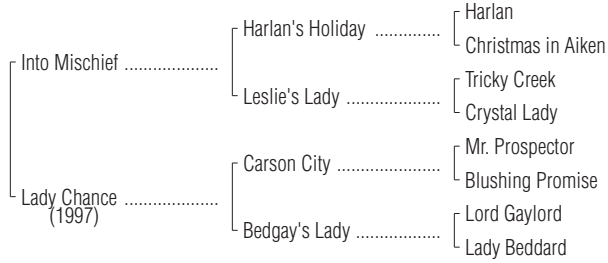 Harlan
Harlan's Holiday ..............
Christmas in Aiken
Into Mischief ....................
Tricky Creek
Leslie's Lady ....................
Crystal Lady
Mr. Prospector
Carson City ......................
Blushing Promise
Lady Chance ....................
(1997)
Lord Gaylord
Bedgay's Lady ..................
Lady Beddard